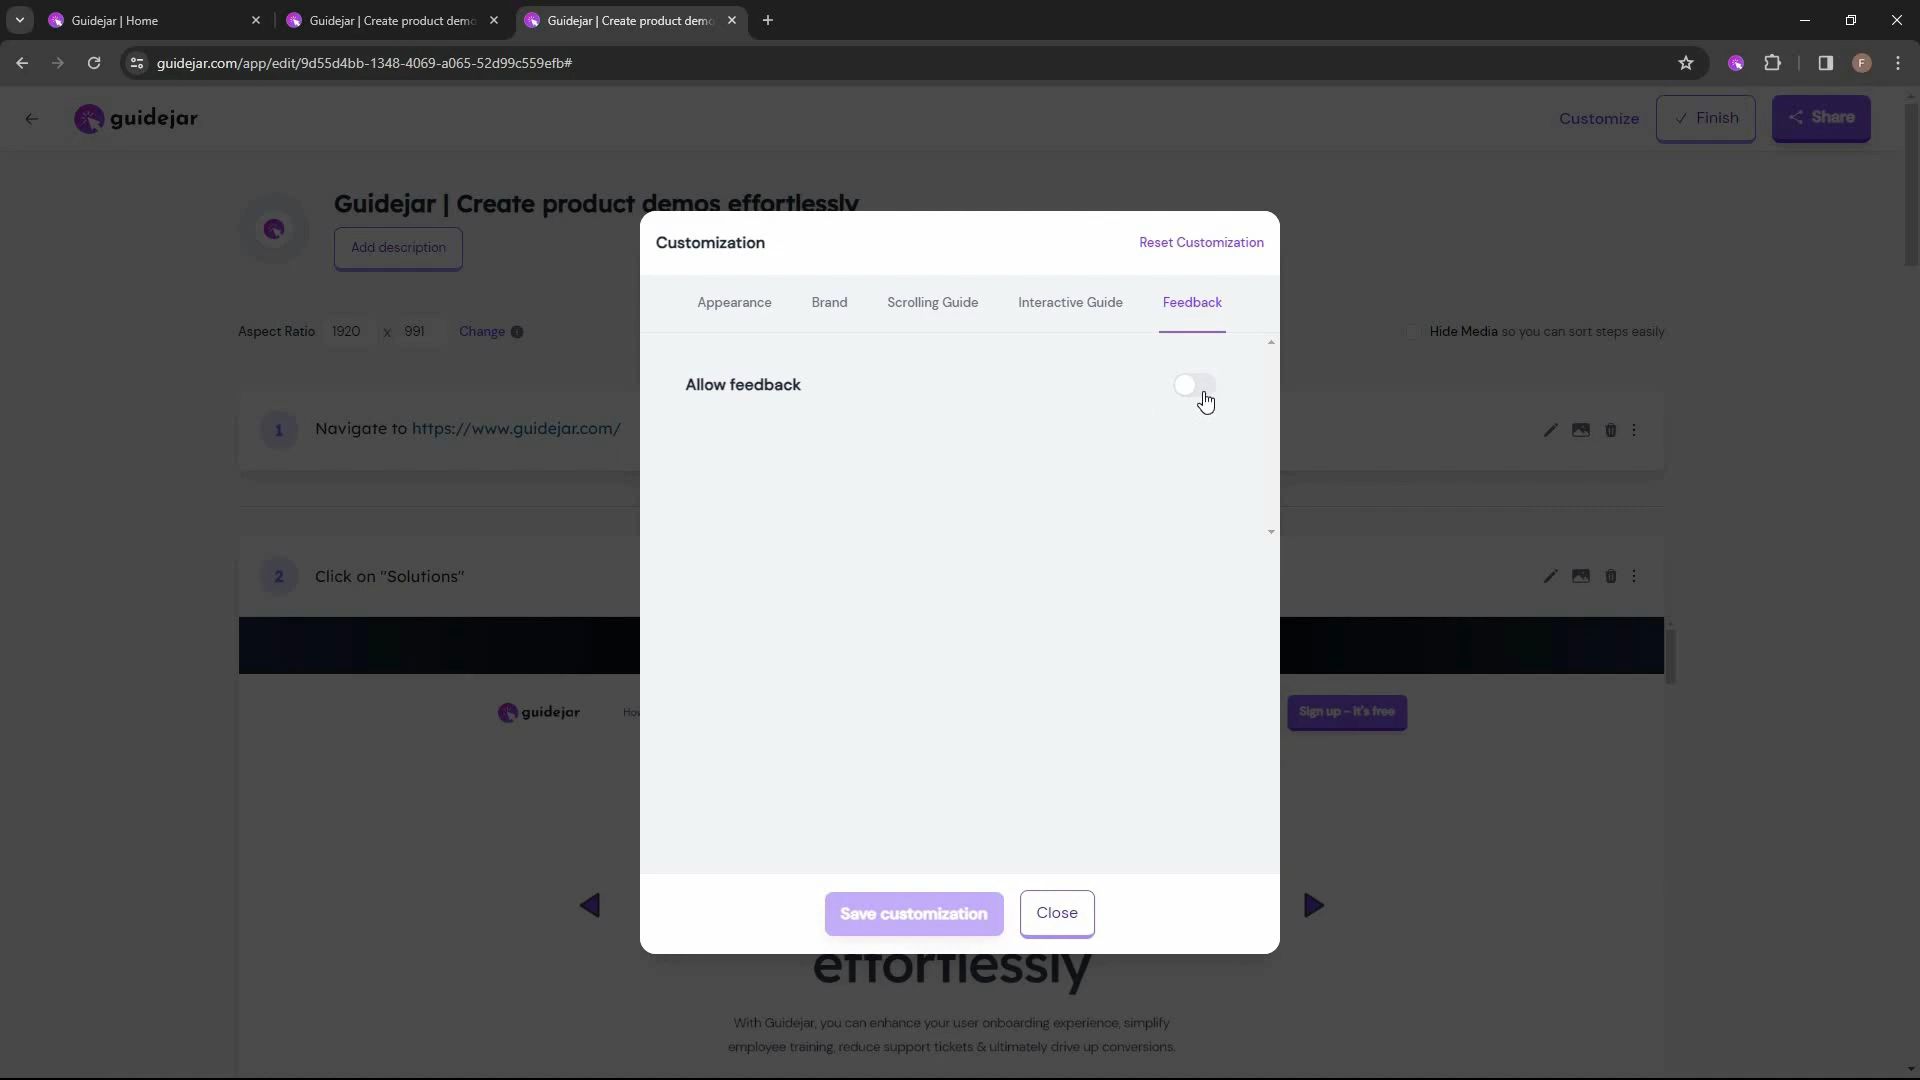 Guidejar | Home
Guidejar | Create product demo
Guidejar | Create product demo
guidejar.com/app/edit/9d55d4bb-1348-4069-a065-52d99c559efb#
F
guidejar
Customize
Finish
Share
Guidejar | Create product demos effortlessly
Add description
Customization
Reset Customization
Appearance
Brand
Scrolling Guide
Interactive Guide
Feedback
Aspect Ratio 1920 x 991 Change
Hide Media so you can sort steps easily
Allow feedback
1 Navigate to https://www.guidejar.com/
2 Click on "Solutions"
guidejar
How
Sign up - It's free
Save customization
Close
effortlessly
With Guidejar, you can enhance your user onboarding experience, simplify
employee training, reduce support tickets & ultimately drive up conversions.